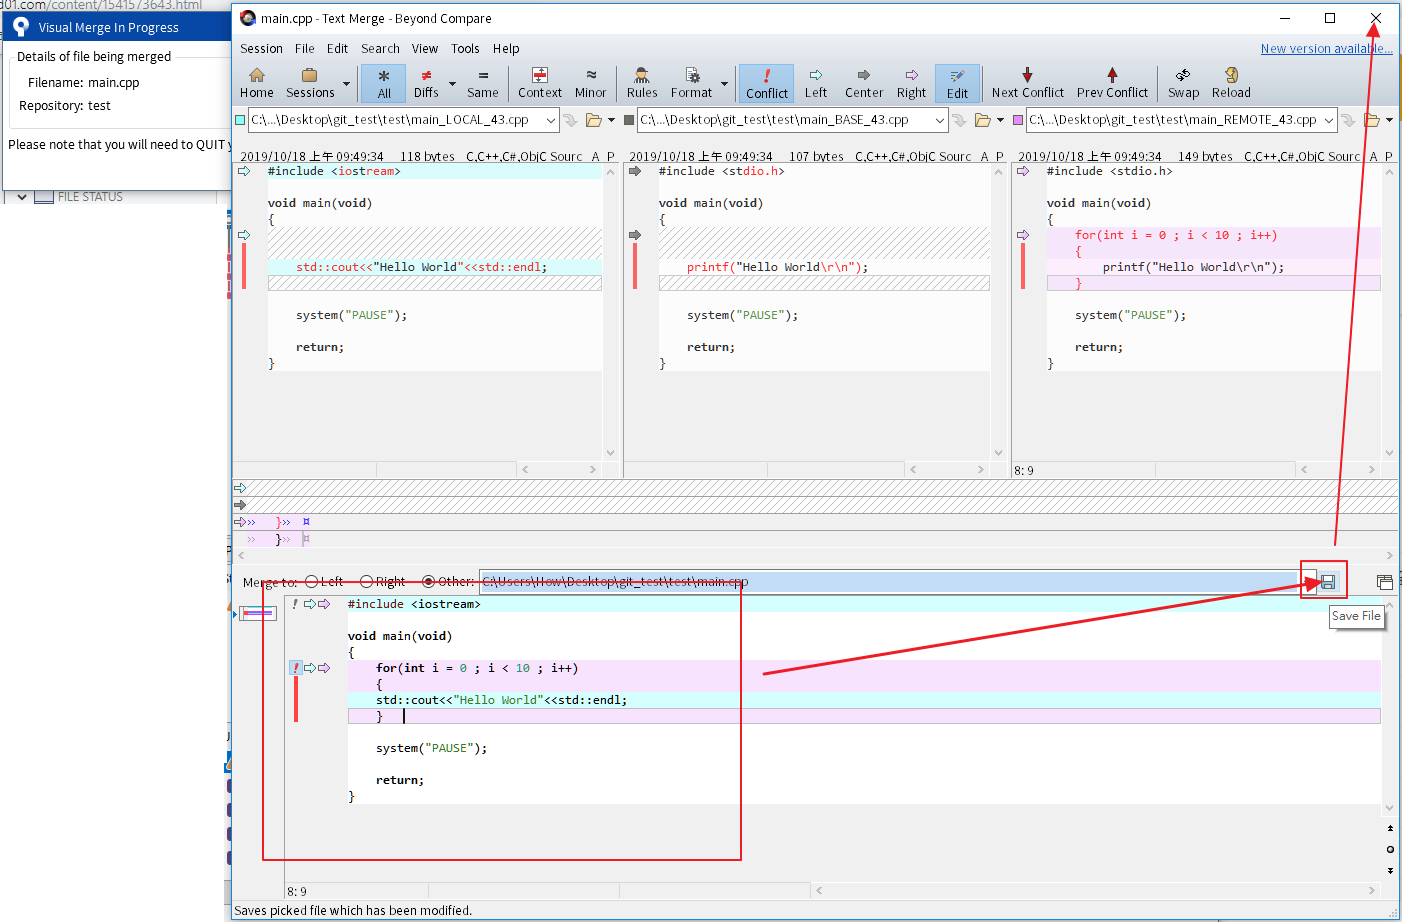 d01.com/content/1541573643.html
Visual Merge In Progress
Details of file being merged
Filename: main.cpp
Repository: test
Please note that you will need to QUIT y
FILE STATUS
main.cpp - Text Merge - Beyond Compare
Session File Edit Search View Tools Help
New version available...
Home Sessions All Diffs Same Context Minor Rules Format Conflict Left Center Right Edit Next Conflict Prev Conflict Swap Reload
C:\...\Desktop\git_test\test\main_LOCAL_43.cpp
C:\...\Desktop\git_test\test\main_BASE_43.cpp
C:\...\Desktop\git_test\test\main_REMOTE_43.cpp
2019/10/18 上午 09:49:34 118 bytes C,C++,C#,ObjC Sourc A P
2019/10/18 上午 09:49:34 107 bytes C,C++,C#,ObjC Sourc A P
2019/10/18 上午 09:49:34 149 bytes C,C++,C#,ObjC Sourc A P
#include <iostream>
void main(void)
{
std::cout<<"Hello World"<<std::endl;
system("PAUSE");
return;
}
#include <stdio.h>
void main(void)
{
printf("Hello World\r\n");
system("PAUSE");
return;
}
#include <stdio.h>
void main(void)
{
for(int i = 0 ; i < 10 ; i++)
{
printf("Hello World\r\n");
}
system("PAUSE");
return;
}
8: 9
}
}
Merge to: Left Right Other: C:\Users\How\Desktop\git_test\test\main.cpp
Save File
#include <iostream>
void main(void)
{
for(int i = 0 ; i < 10 ; i++)
{
std::cout<<"Hello World"<<std::endl;
}
system("PAUSE");
return;
}
8: 9
Saves picked file which has been modified.